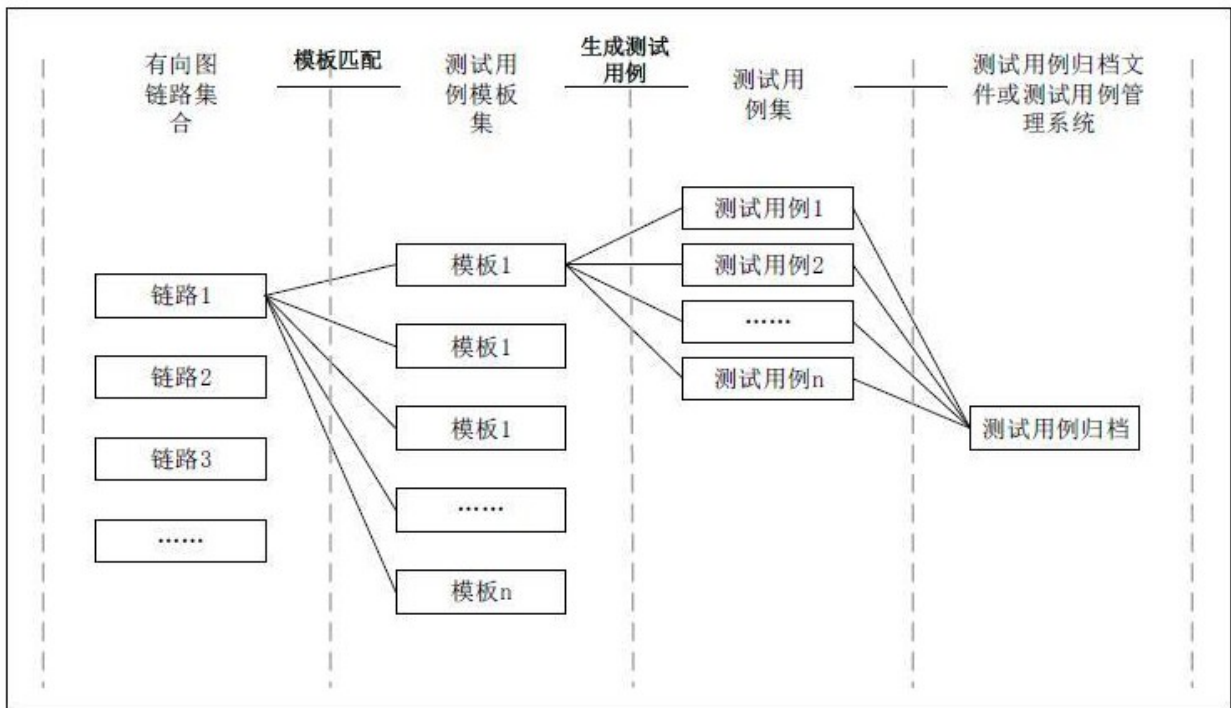 有向图
链路集
合
模板匹配
测试用
例模板
集
生成测试
用例
测试用
例集
测试用例归档文
件或测试用例管
理系统
链路1
链路2
链路3
……
模板1
模板1
模板1
……
模板n
测试用例1
测试用例2
……
测试用例n
测试用例归档